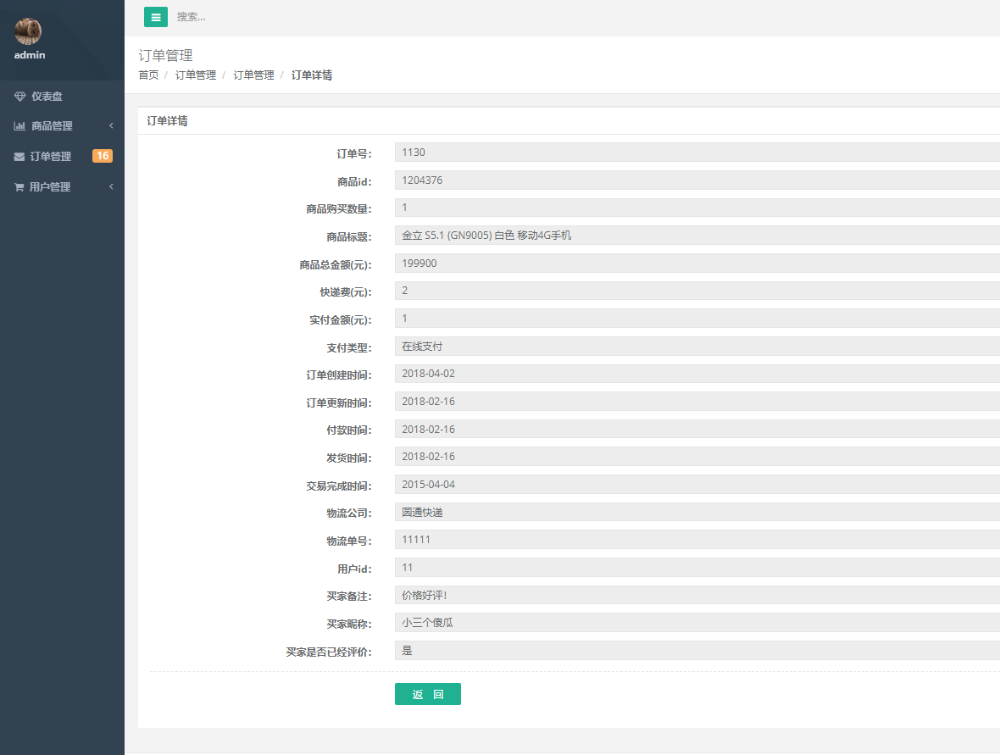 搜索...
admin
仪表盘
商品管理
订单管理 16
用户管理
订单管理
首页 / 订单管理 / 订单管理 / 订单详情
订单详情
订单号: 1130
商品id: 1204376
商品购买数量: 1
商品标题: 金立 S5.1 (GN9005) 白色 移动4G手机
商品总金额(元): 199900
快递费(元): 2
实付金额(元): 1
支付类型: 在线支付
订单创建时间: 2018-04-02
订单更新时间: 2018-02-16
付款时间: 2018-02-16
发货时间: 2018-02-16
交易完成时间: 2015-04-04
物流公司: 圆通快递
物流单号: 11111
用户id: 11
买家备注: 价格好评!
买家昵称: 小三个傻瓜
买家是否已经评价: 是
返 回